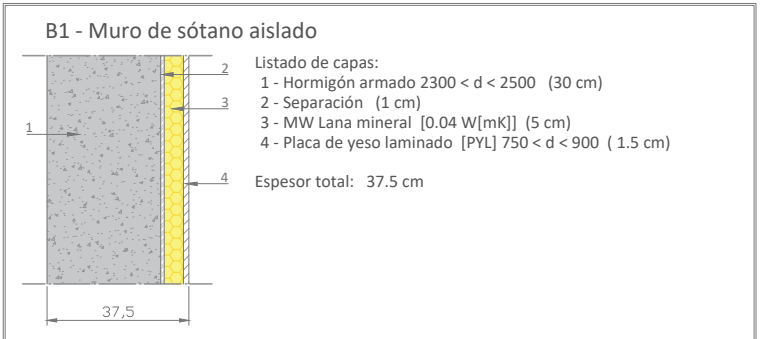 B1 - Muro de sótano aislado
Listado de capas:
1 - Hormigón armado 2300 < d < 2500 (30 cm)
2 - Separación (1 cm)
3 - MW Lana mineral [0.04 W[mK]] (5 cm)
4 - Placa de yeso laminado [PYL] 750 < d < 900 ( 1.5 cm)
Espesor total: 37.5 cm
2
3
1
4
37,5